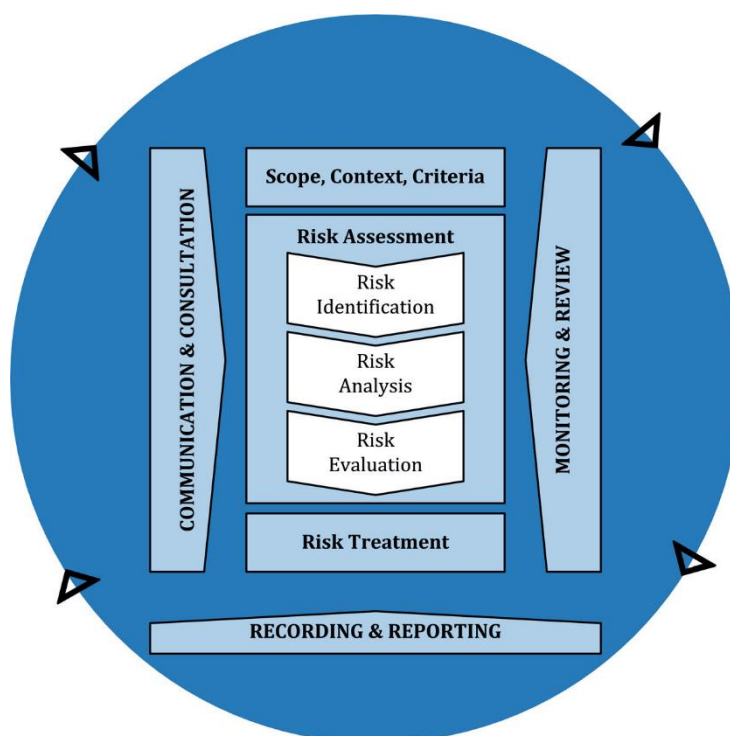 Scope, Context, Criteria
Risk Assessment
Risk
Identification
Risk
Analysis
Risk
Evaluation
Risk Treatment
COMMUNICATION & CONSULTATION
MONITORING & REVIEW
RECORDING & REPORTING